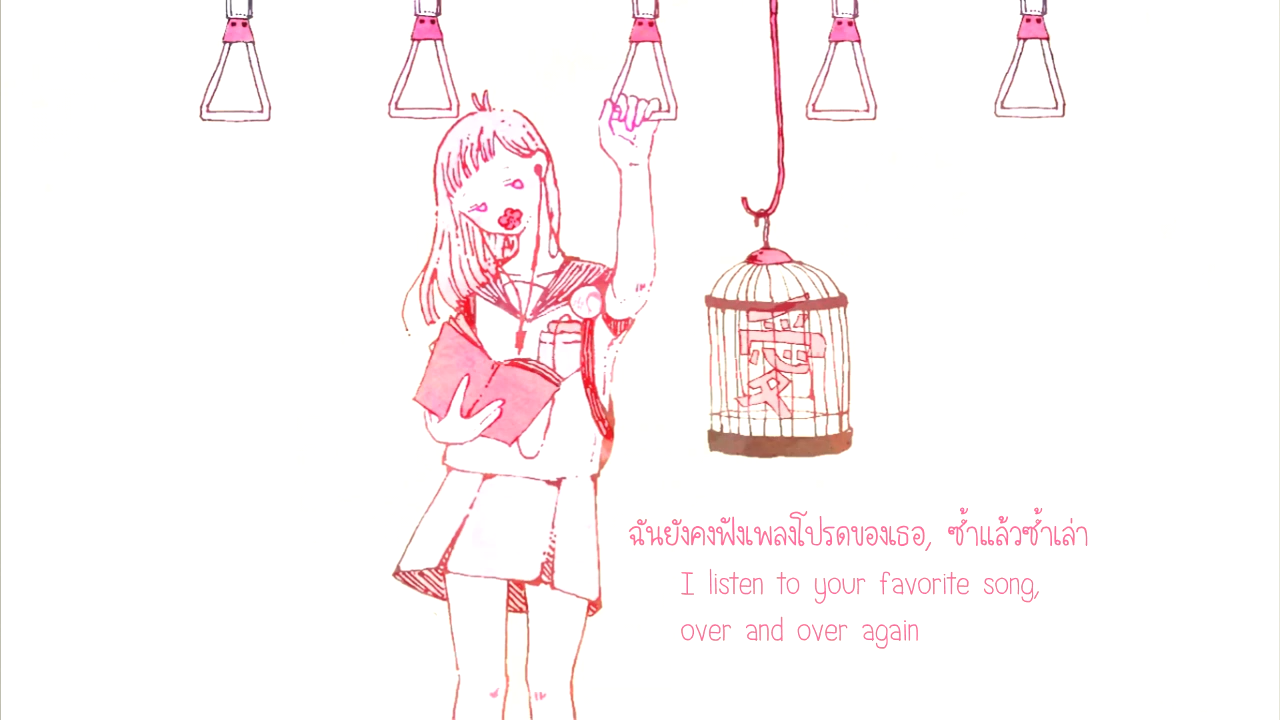 愛
ฉันยังคงฟังเพลงโปรดของเธอ, ซ้ำแล้วซ้ำเล่า
I listen to your favorite song,
over and over again